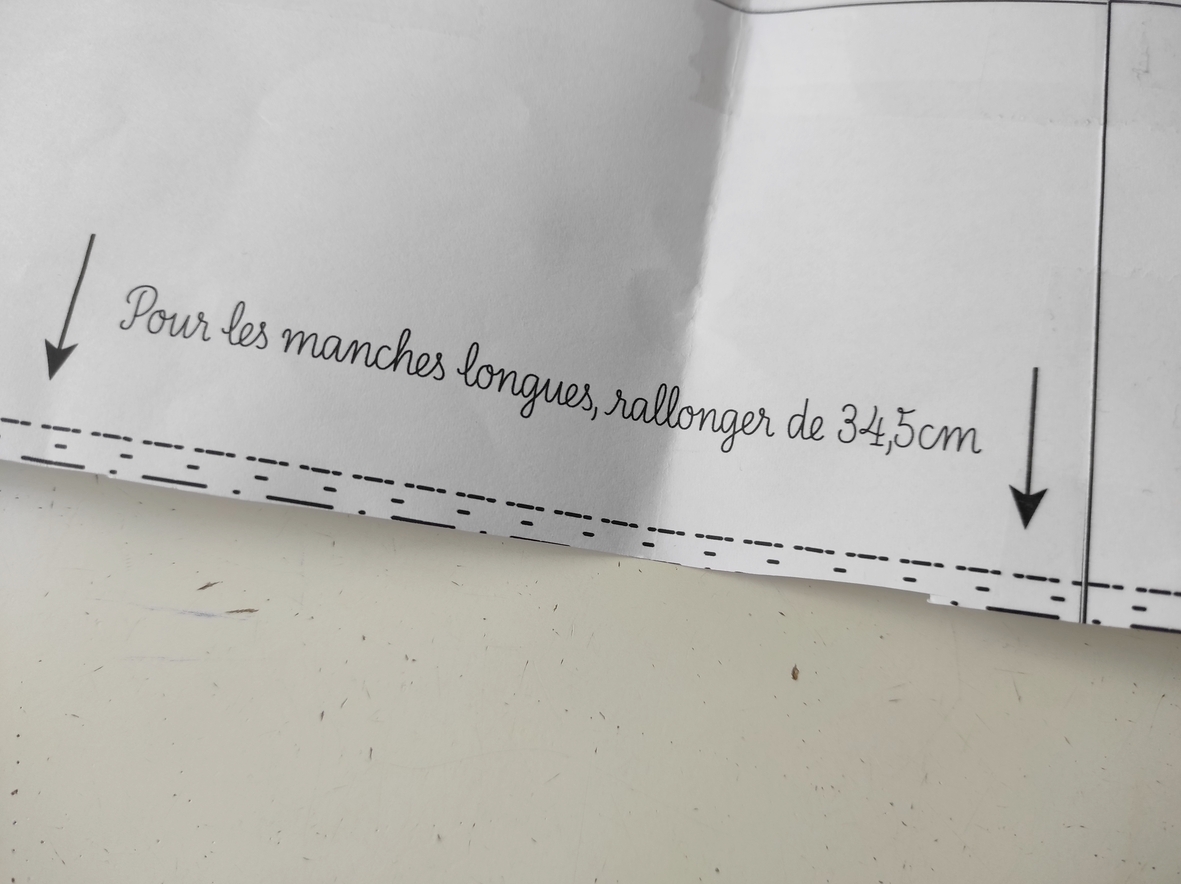 Pour les manches longues, rallonger de 34,5cm